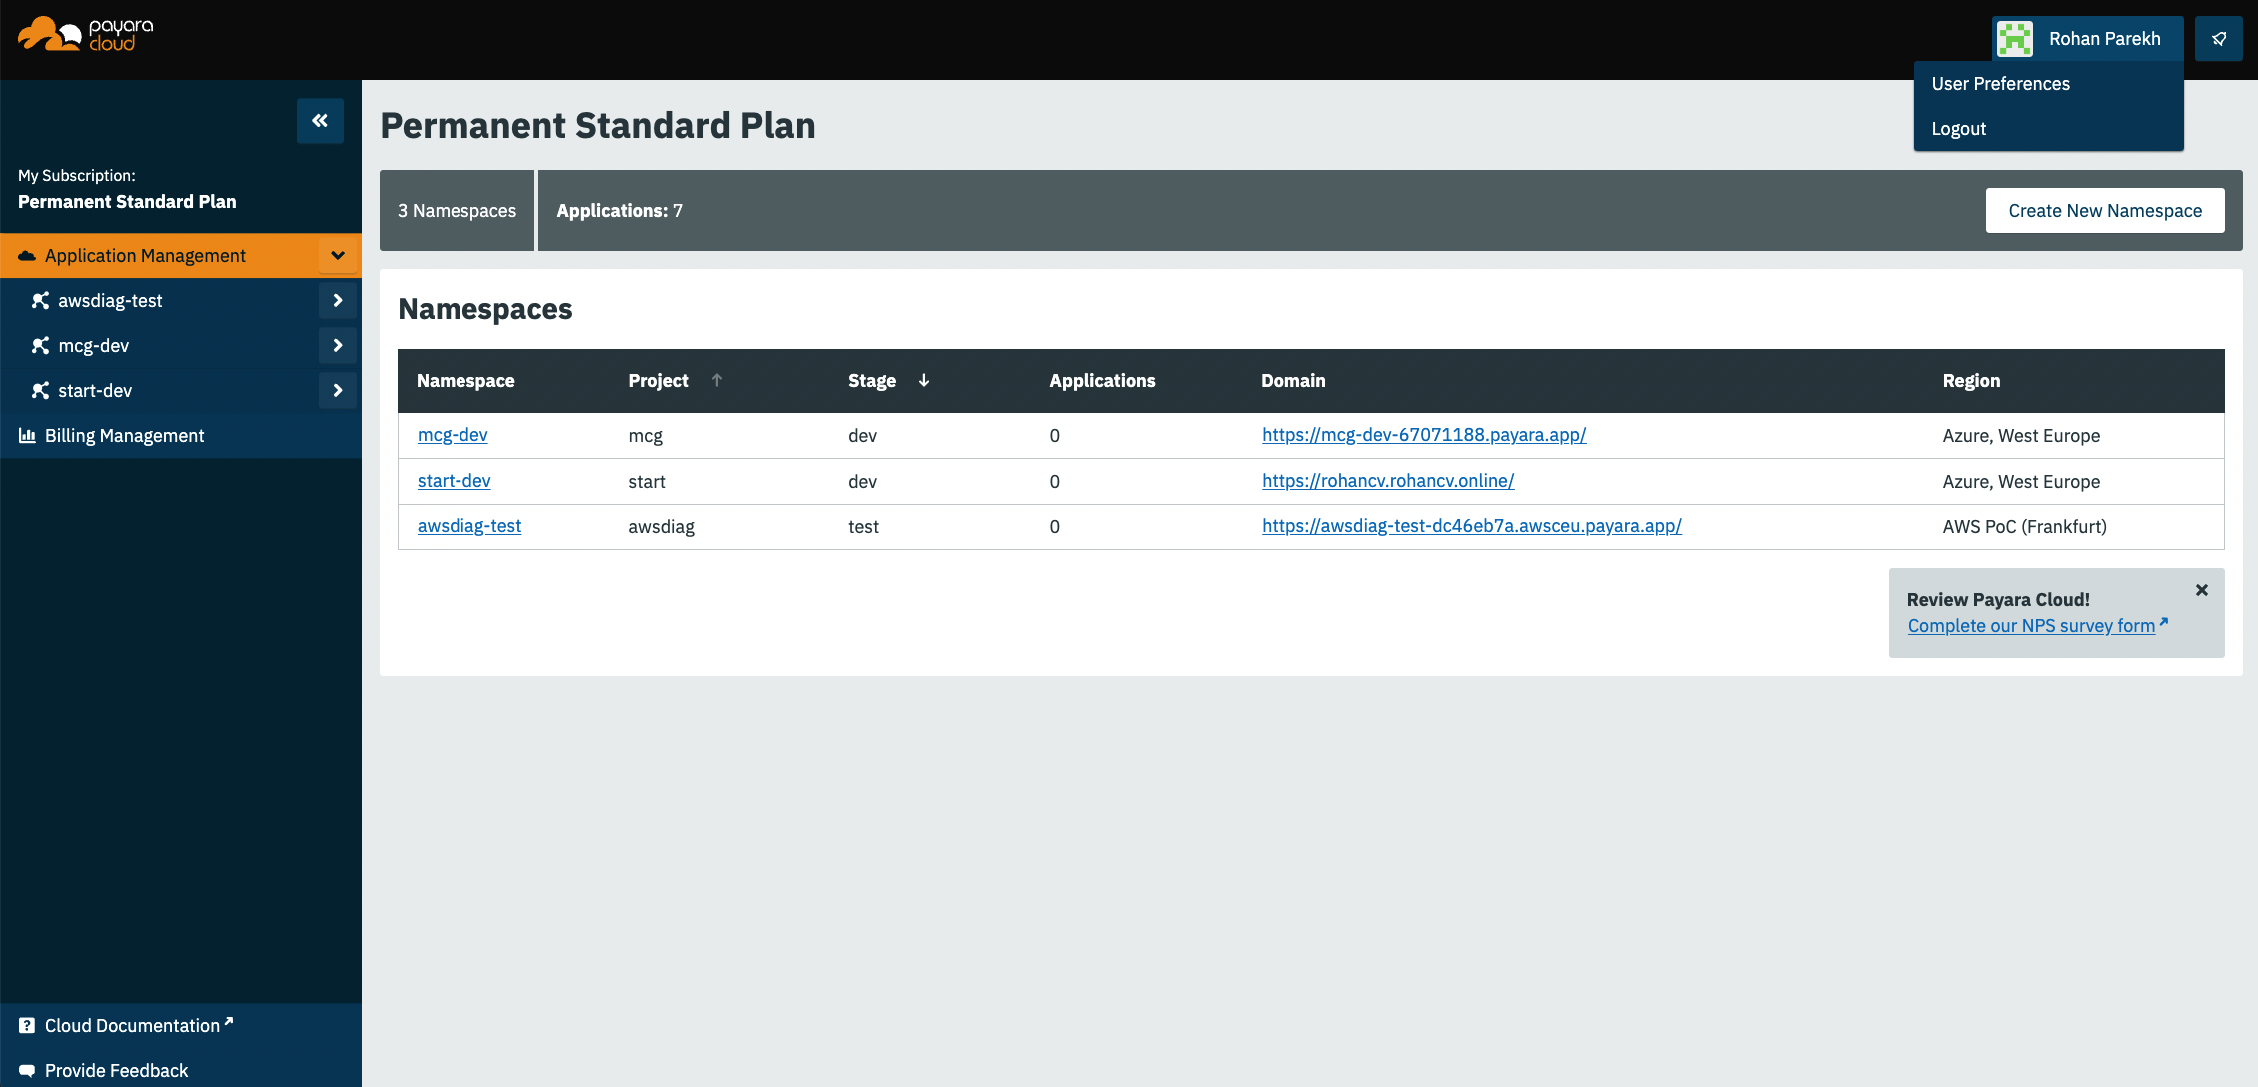 payara
cloud
Rohan Parekh
User Preferences
Logout
My Subscription:
Permanent Standard Plan
Application Management
awsdiag-test
mcg-dev
start-dev
Billing Management
Cloud Documentation
Provide Feedback
Permanent Standard Plan
3 Namespaces
Applications: 7
Create New Namespace
Namespaces
Namespace Project Stage Applications Domain Region
mcg-dev mcg dev 0 https://mcg-dev-67071188.payara.app/ Azure, West Europe
start-dev start dev 0 https://rohancv.rohancv.online/ Azure, West Europe
awsdiag-test awsdiag test 0 https://awsdiag-test-dc46eb7a.awsceu.payara.app/ AWS PoC (Frankfurt)
Review Payara Cloud!
Complete our NPS survey form